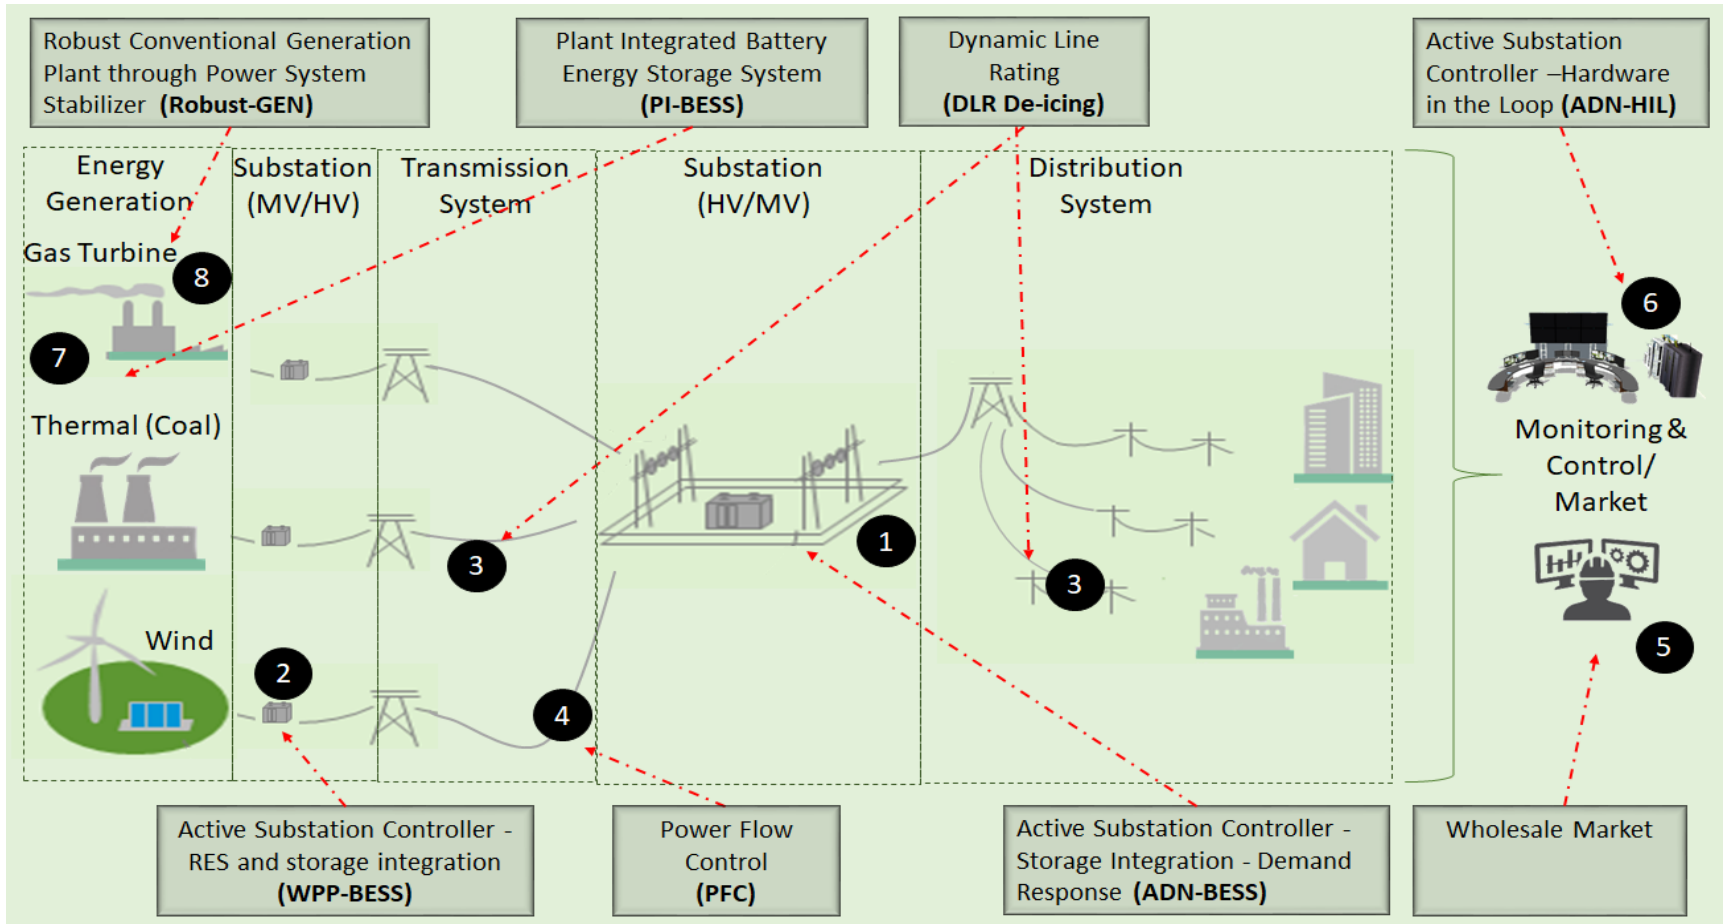 Robust Conventional Generation
Plant through Power System
Stabilizer (Robust-GEN)
Plant Integrated Battery
Energy Storage System
(PI-BESS)
Dynamic Line
Rating
(DLR De-icing)
Active Substation
Controller –Hardware
in the Loop (ADN-HIL)
Energy
Generation
Substation
(MV/HV)
Transmission
System
Substation
(HV/MV)
Distribution
System
Gas Turbine
8
7
6
Thermal (Coal)
Monitoring &
Control/
Market
1
3
3
Wind
2
4
5
Active Substation Controller -
RES and storage integration
(WPP-BESS)
Power Flow
Control
(PFC)
Active Substation Controller -
Storage Integration - Demand
Response (ADN-BESS)
Wholesale Market